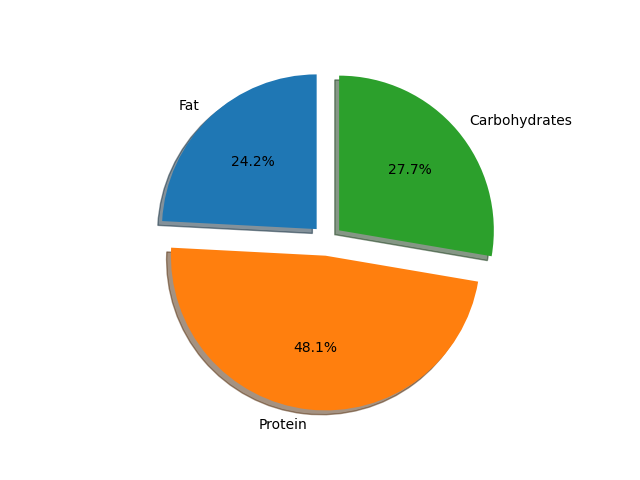 Fat
Carbohydrates
24.2%
27.7%
48.1%
Protein